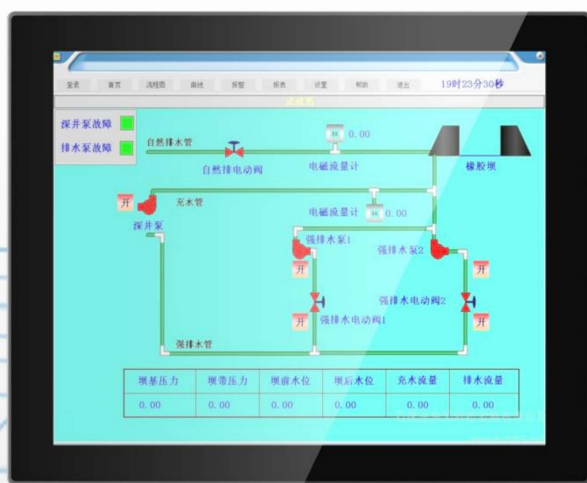 登录 首页 流程图 曲线 报警 报表 设置 帮助 退出 19时23分30秒
深井泵故障
排水泵故障
自然排水管
0.00
自然排电动阀
电磁流量计
橡胶坝
开
充水管
深井泵
电磁流量计
0.00
强排水泵1
强排水泵2
开
开
强排水电动阀1
强排水电动阀2
开
开
强排水管
坝基压力 坝带压力 坝前水位 坝后水位 充水流量 排水流量
0.00 0.00 0.00 0.00 0.00 0.00